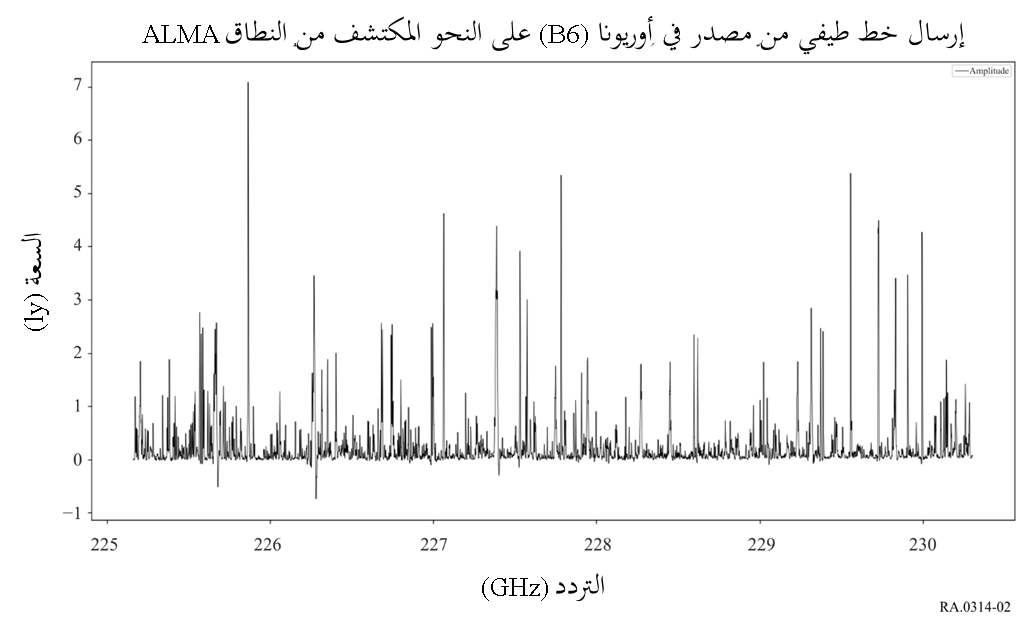 إرسال خط طيفي من مصدر في أوريونا (B6) على النحو المكتشف من النطاق ALMA
Amplitude
7
6
5
4
3
2
1
0
−1
السعة (ly)
225 226 227 228 229 230
التردد (GHz)
RA.0314-02